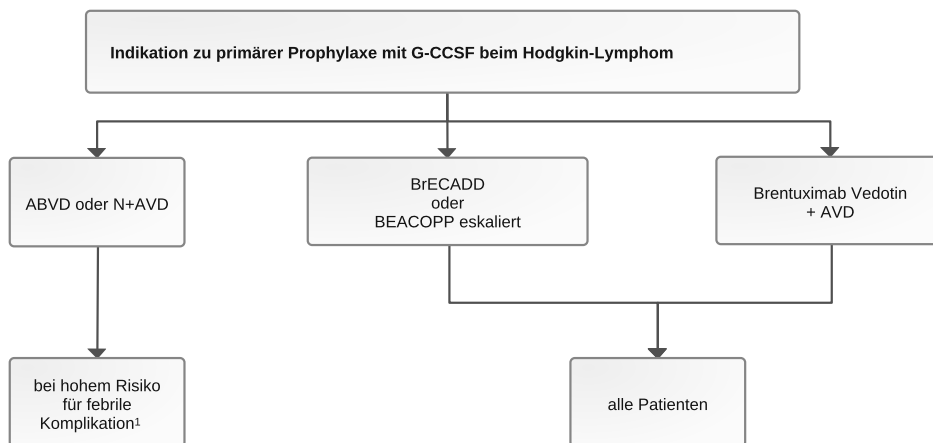 Indikation zu primärer Prophylaxe mit G-CCSF beim Hodgkin-Lymphom
ABVD oder N+AVD
BrECADD
oder
BEACOPP eskaliert
Brentuximab Vedotin
+ AVD
bei hohem Risiko
für febrile
Komplikation¹
alle Patienten